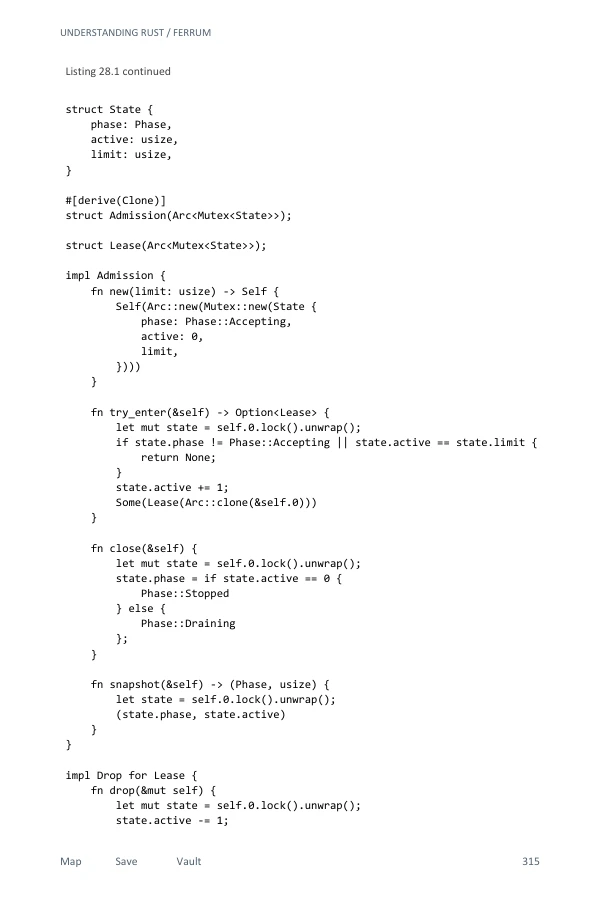 UNDERSTANDING RUST / FERRUM
Listing 28.1 continued
struct State {
    phase: Phase,
    active: usize,
    limit: usize,
}

#[derive(Clone)]
struct Admission(Arc<Mutex<State>>);

struct Lease(Arc<Mutex<State>>);

impl Admission {
    fn new(limit: usize) -> Self {
        Self(Arc::new(Mutex::new(State {
            phase: Phase::Accepting,
            active: 0,
            limit,
        })))
    }

    fn try_enter(&self) -> Option<Lease> {
        let mut state = self.0.lock().unwrap();
        if state.phase != Phase::Accepting || state.active == state.limit {
            return None;
        }
        state.active += 1;
        Some(Lease(Arc::clone(&self.0)))
    }

    fn close(&self) {
        let mut state = self.0.lock().unwrap();
        state.phase = if state.active == 0 {
            Phase::Stopped
        } else {
            Phase::Draining
        };
    }

    fn snapshot(&self) -> (Phase, usize) {
        let state = self.0.lock().unwrap();
        (state.phase, state.active)
    }
}

impl Drop for Lease {
    fn drop(&mut self) {
        let mut state = self.0.lock().unwrap();
        state.active -= 1;
Map Save Vault 315